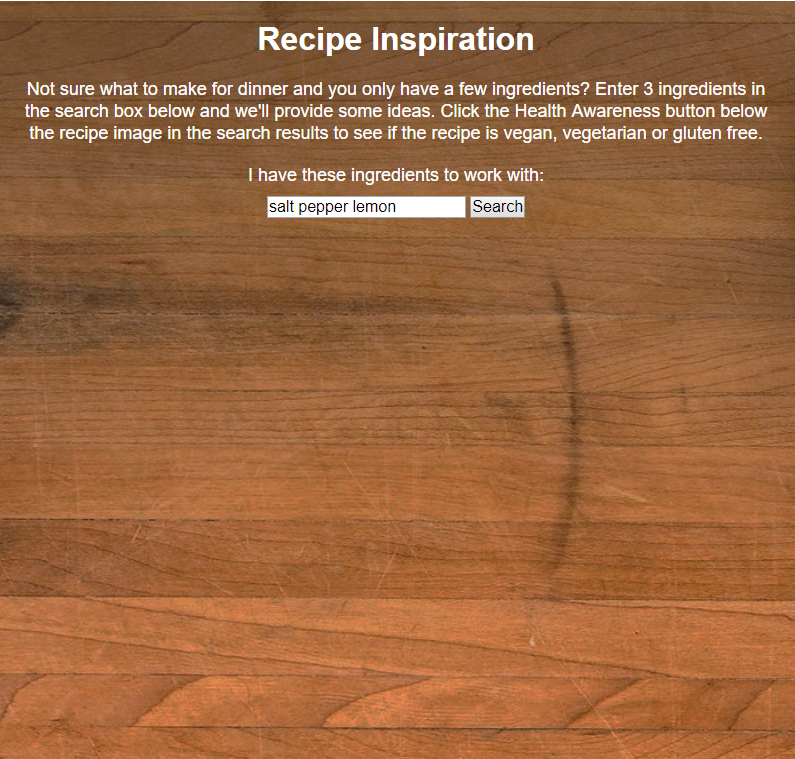 Recipe Inspiration
Not sure what to make for dinner and you only have a few ingredients? Enter 3 ingredients in
the search box below and we'll provide some ideas. Click the Health Awareness button below
the recipe image in the search results to see if the recipe is vegan, vegetarian or gluten free.
I have these ingredients to work with:
salt pepper lemon Search